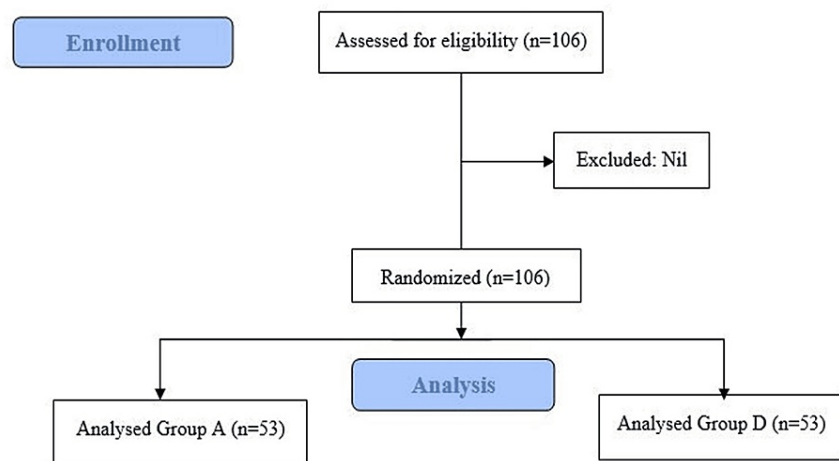 Enrollment
Assessed for eligibility (n=106)
Excluded: Nil
Randomized (n=106)
Analysis
Analysed Group A (n=53)
Analysed Group D (n=53)